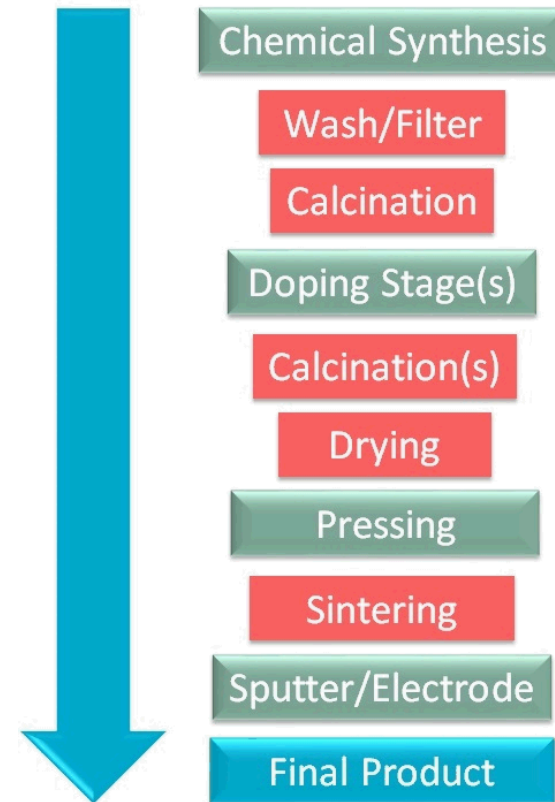 Chemical Synthesis
Wash/Filter
Calcination
Doping Stage(s)
Calcination(s)
Drying
Pressing
Sintering
Sputter/Electrode
Final Product